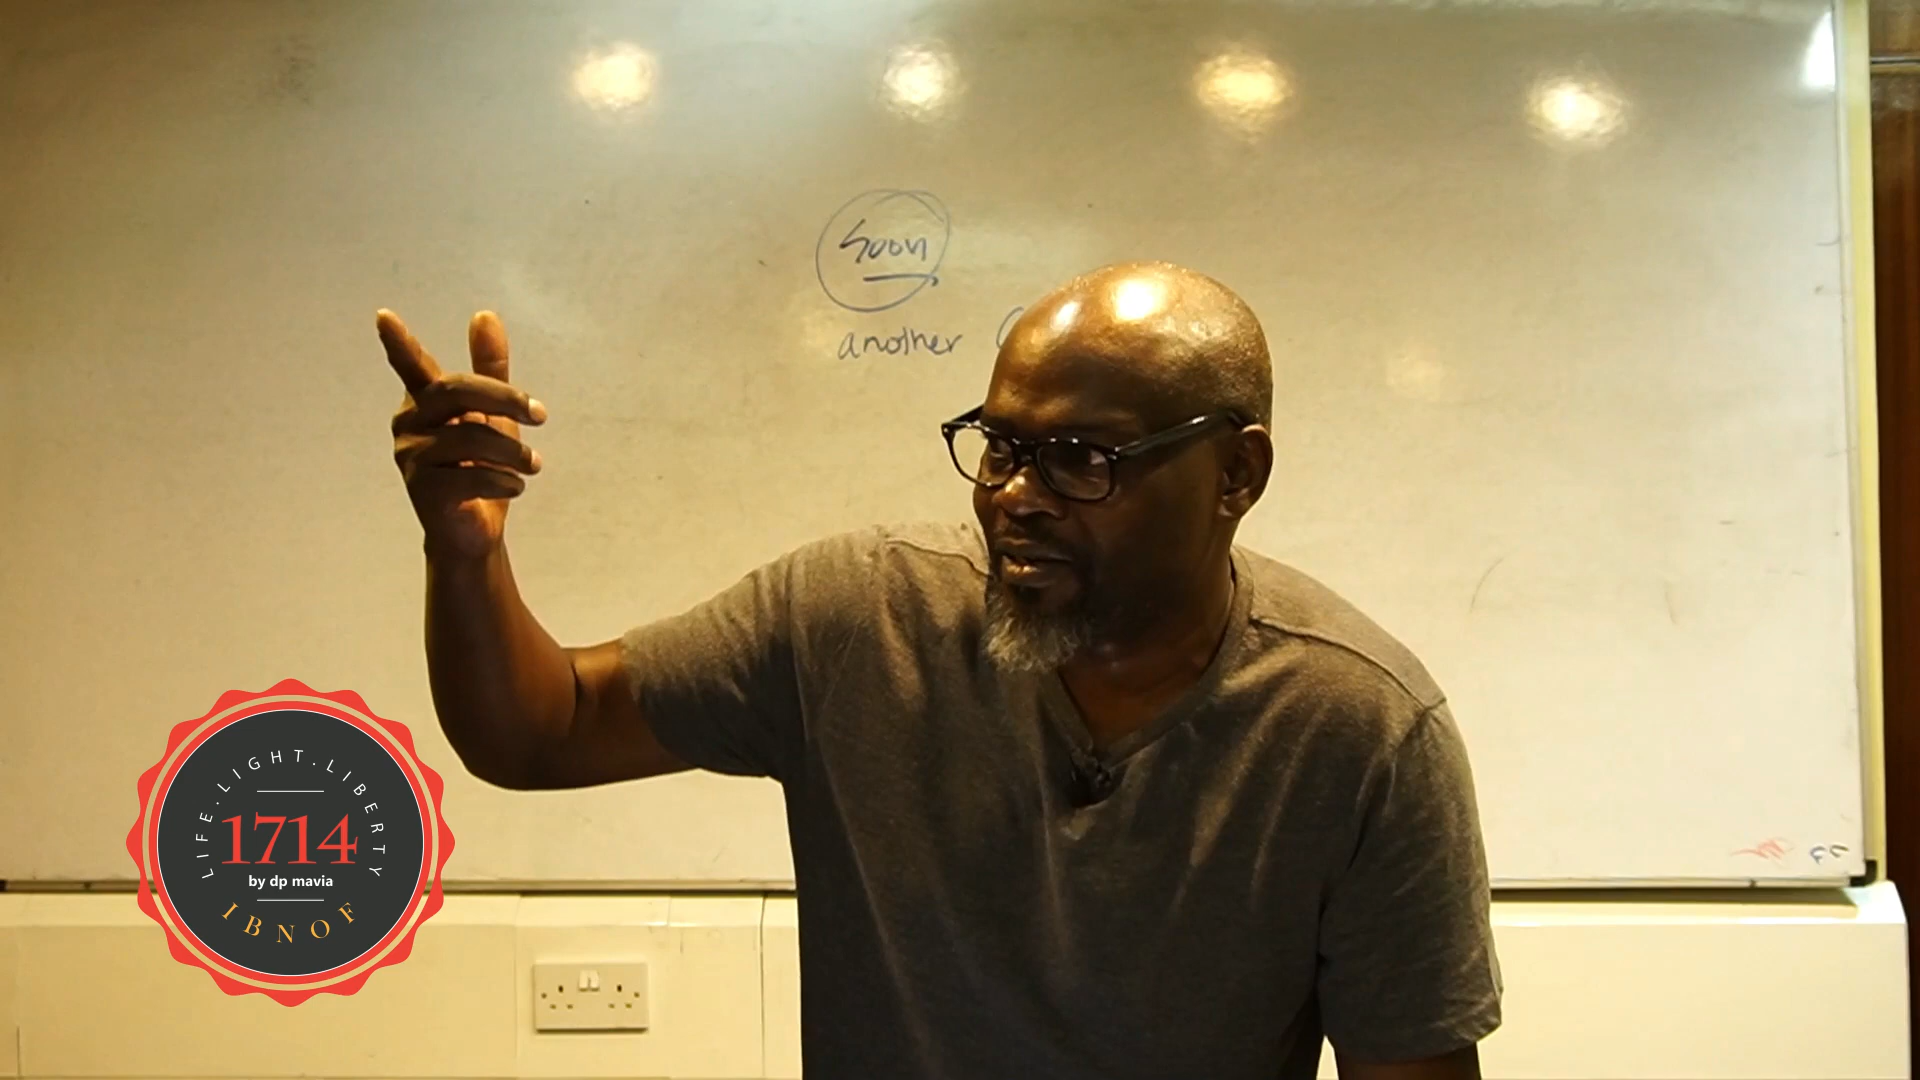 Soon
another
LIFE.LIGHT.LIBERTY
1714
by dp mavia
IBNOF